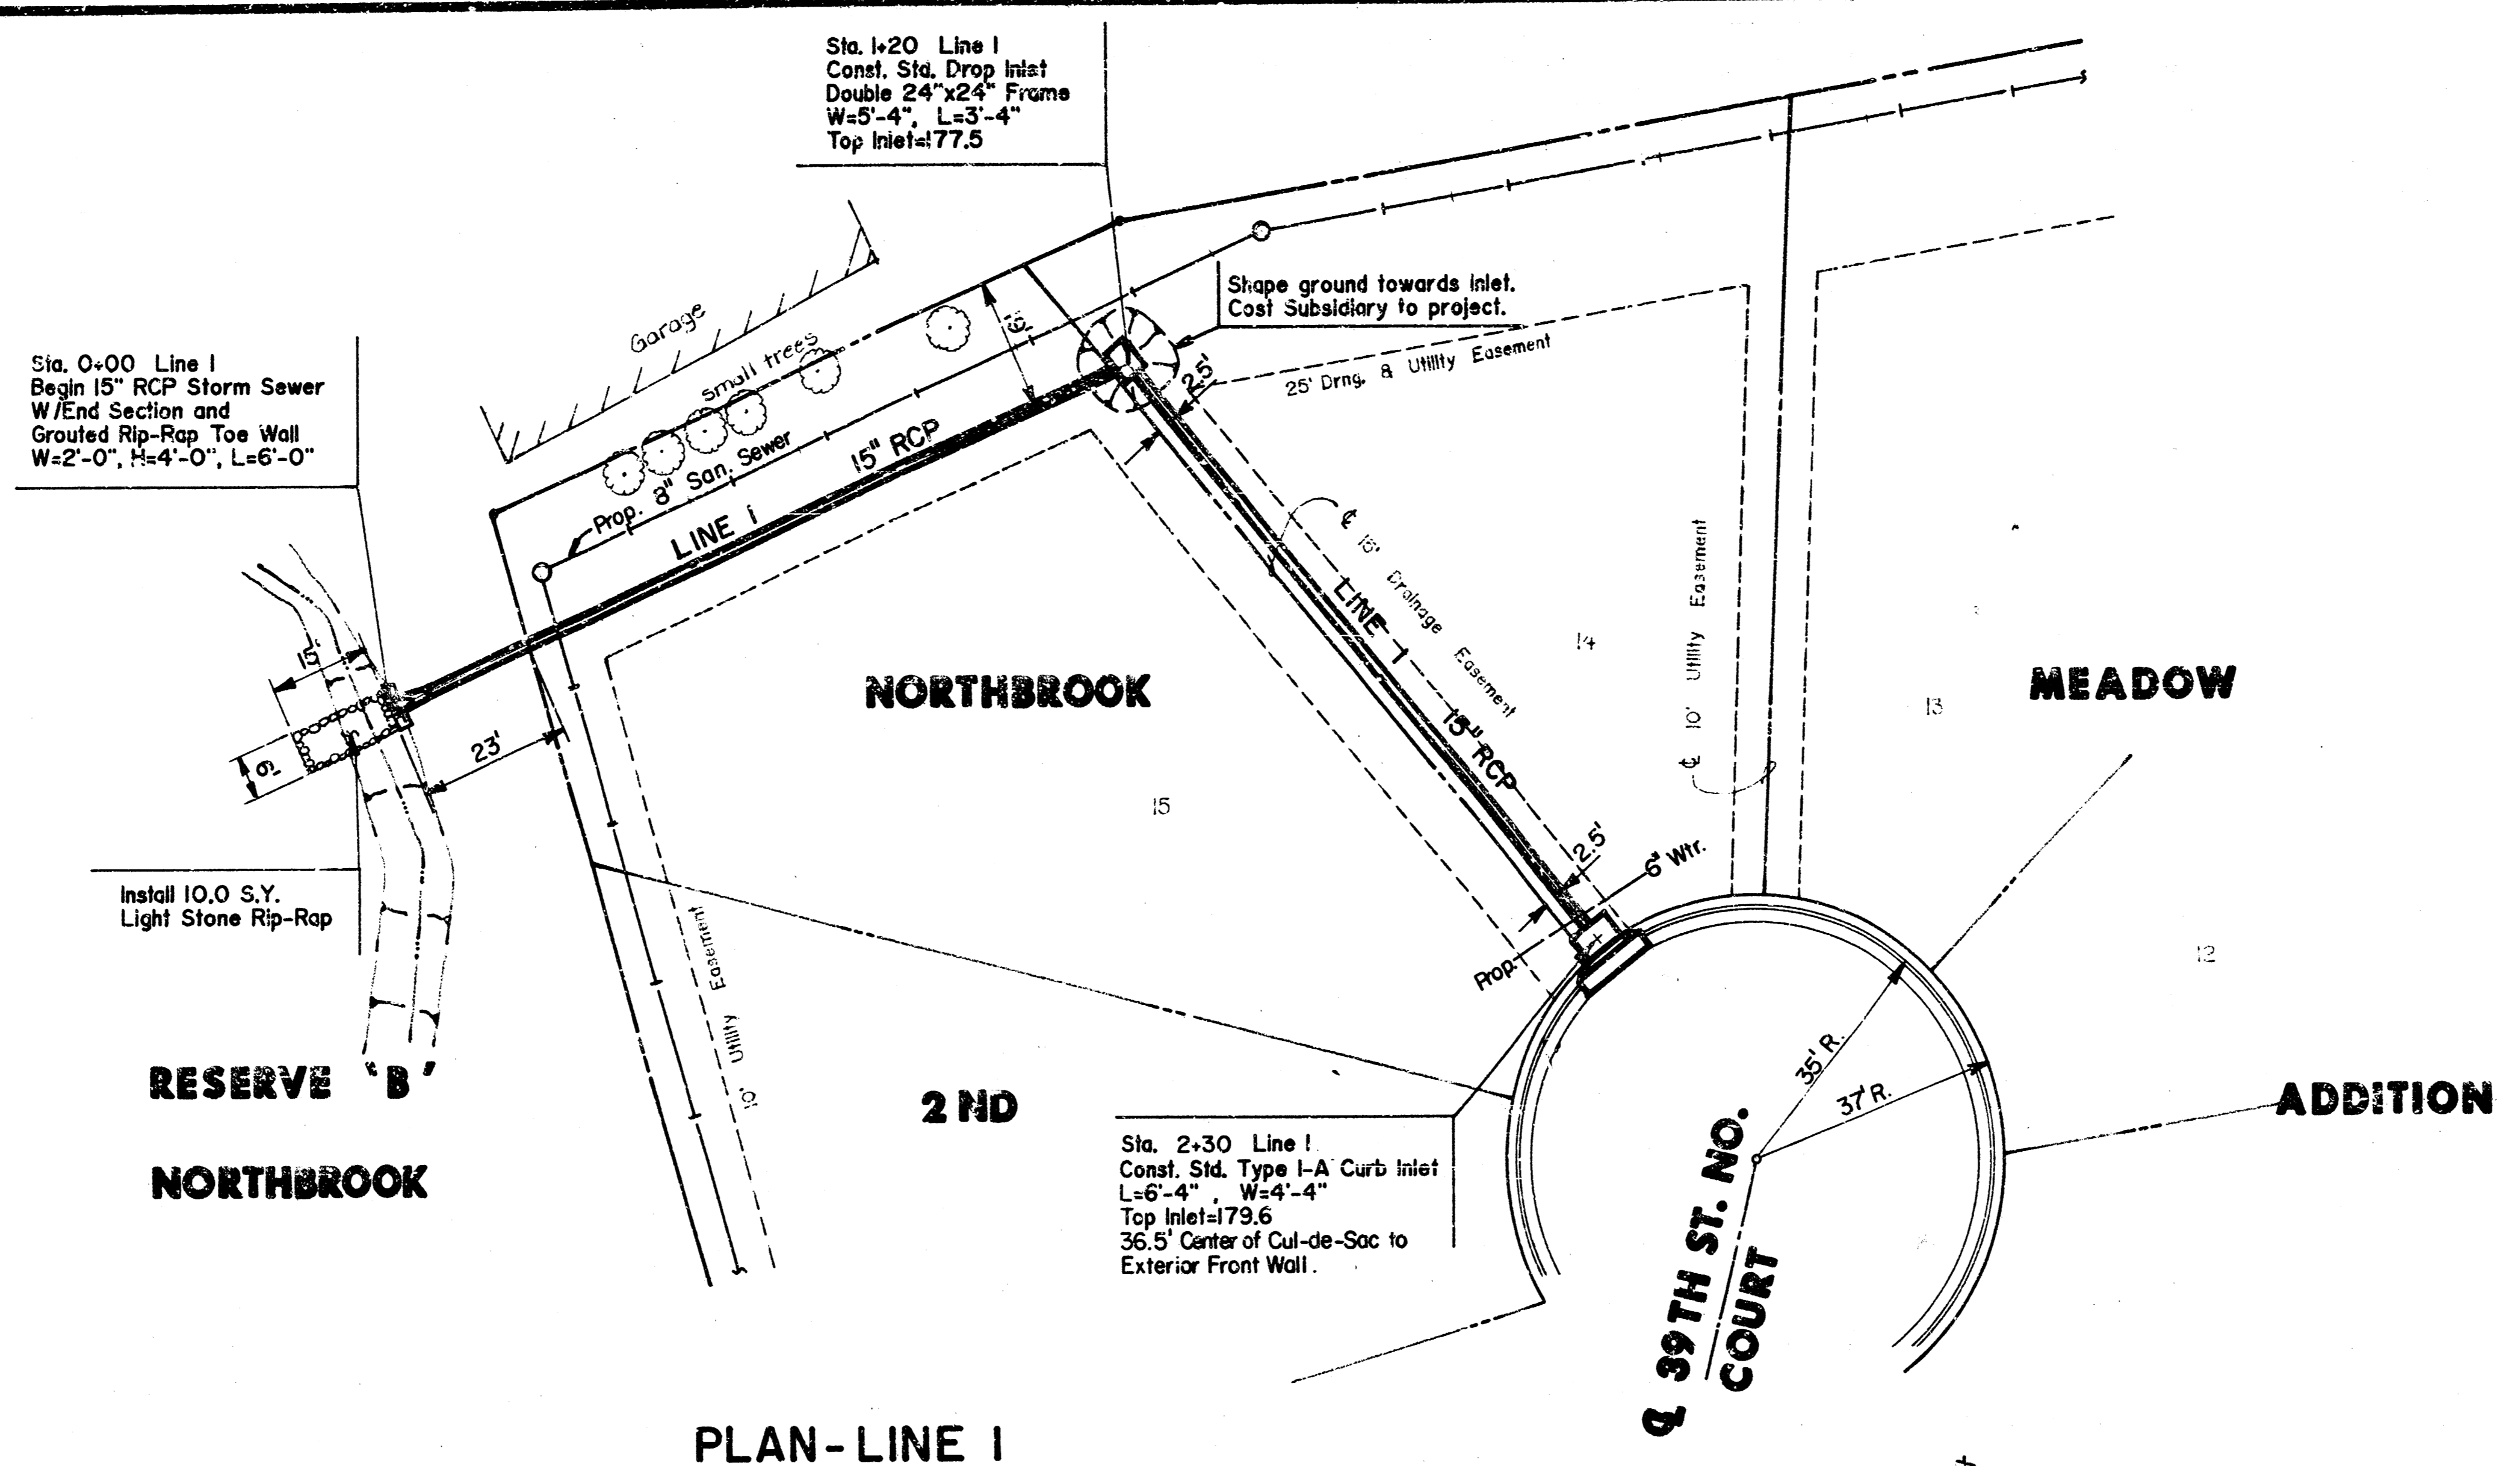 Sta. 1+20 Line 1
Const. Std. Drop Inlet
Double 24"x24" Frame
W=5'-4", L=3'-4"
Top Inlet=177.5
Shape ground towards Inlet.
Cost Subsidiary to project.
Garage
small trees
Sta. 0+00 Line 1
Begin 15" RCP Storm Sewer
W/End Section and
Grouted Rip-Rap Toe Wall
W=2'-0", H=4'-0", L=6'-0"
2.5'
25' Drng. & Utility Easement
15" RCP
Prop. 8" San. Sewer
LINE 1
℄ 15' Drainage Easement
LINE 1
15" RCP
℄ 10' Utility Easement
14
13
15'
NORTHBROOK
MEADOW
23'
6'
15
2.5'
6" Wtr.
Prop.
Install 10.0 S.Y.
Light Stone Rip-Rap
10' Utility Easement
12
35' R.
37' R.
RESERVE "B"
2 ND
ADDITION
NORTHBROOK
Sta. 2+30 Line 1
Const. Std. Type 1-A Curb Inlet
L=6'-4", W=4'-4"
Top Inlet=179.6
36.5' Center of Cul-de-Sac to
Exterior Front Wall.
℄ 39TH ST. NO.
COURT
PLAN-LINE 1